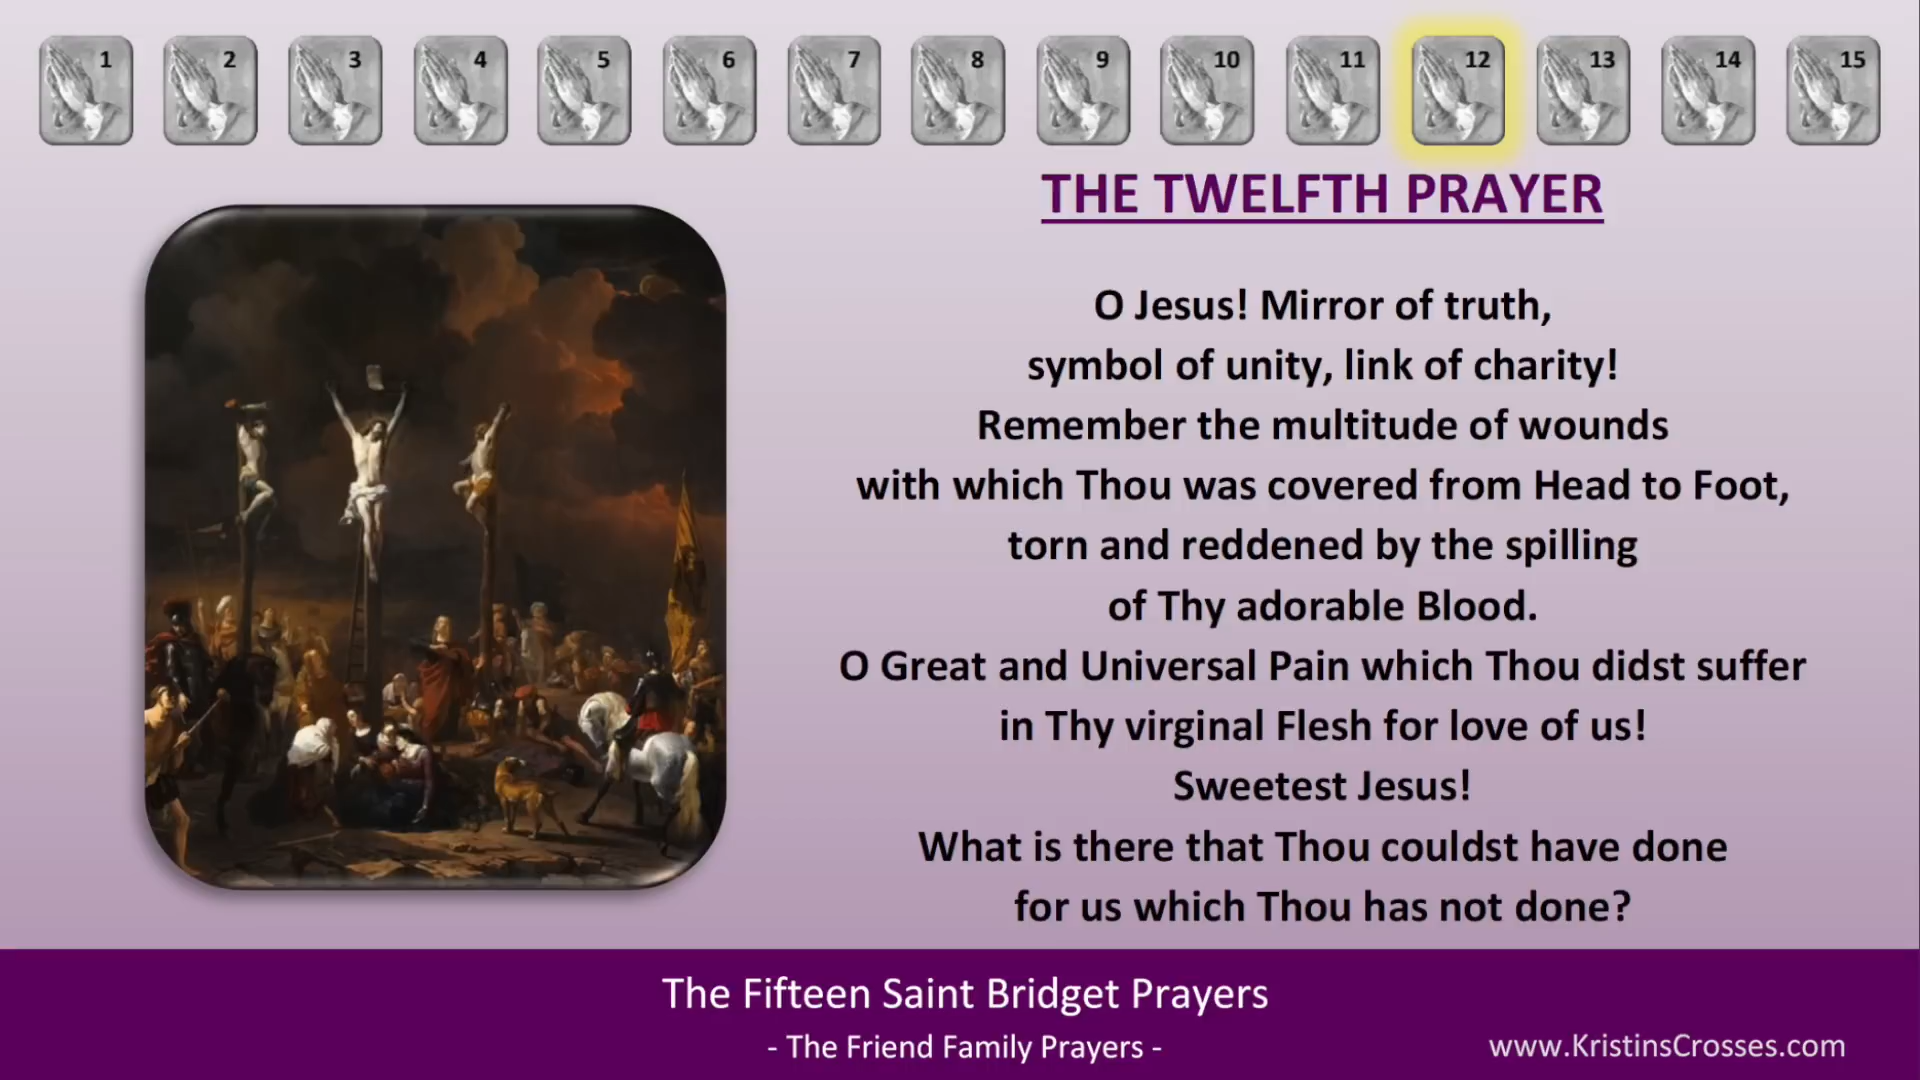 1 2 3 4 5 6 7 8 9 10 11 12 13 14 15
THE TWELFTH PRAYER
O Jesus! Mirror of truth,
symbol of unity, link of charity!
Remember the multitude of wounds
with which Thou was covered from Head to Foot,
torn and reddened by the spilling
of Thy adorable Blood.
O Great and Universal Pain which Thou didst suffer
in Thy virginal Flesh for love of us!
Sweetest Jesus!
What is there that Thou couldst have done
for us which Thou has not done?
The Fifteen Saint Bridget Prayers
- The Friend Family Prayers -
www.KristinsCrosses.com